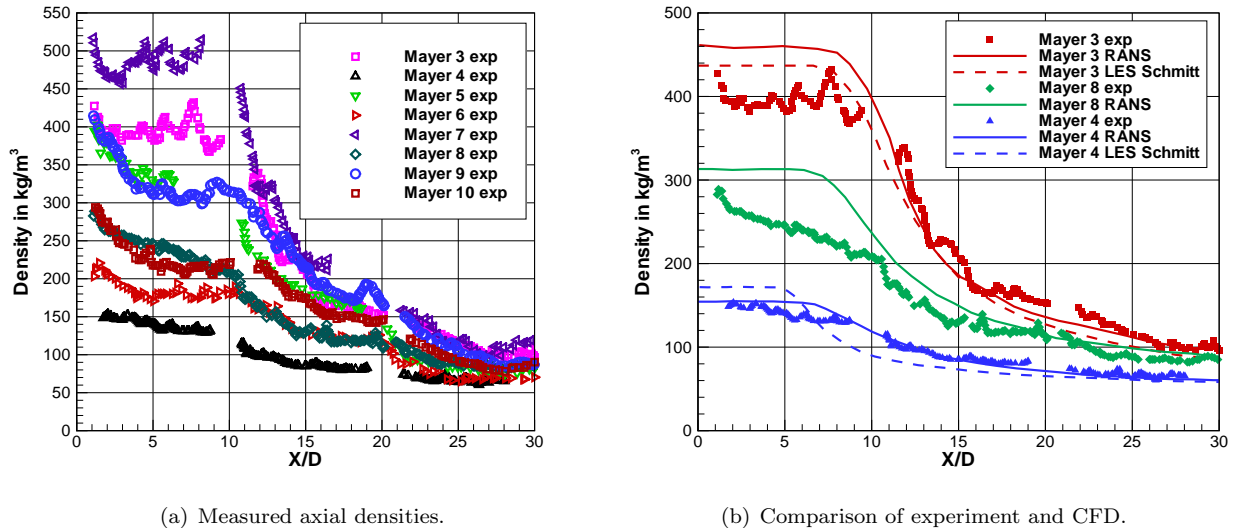 Density in kg/m³
550
500
450
400
350
300
250
200
150
100
50
0
0 5 10 15 20 25 30
X/D
Mayer 3 exp
Mayer 4 exp
Mayer 5 exp
Mayer 6 exp
Mayer 7 exp
Mayer 8 exp
Mayer 9 exp
Mayer 10 exp
(a) Measured axial densities.
Density in kg/m³
500
400
300
200
100
0
0 5 10 15 20 25 30
X/D
Mayer 3 exp
Mayer 3 RANS
Mayer 3 LES Schmitt
Mayer 8 exp
Mayer 8 RANS
Mayer 4 exp
Mayer 4 RANS
Mayer 4 LES Schmitt
(b) Comparison of experiment and CFD.